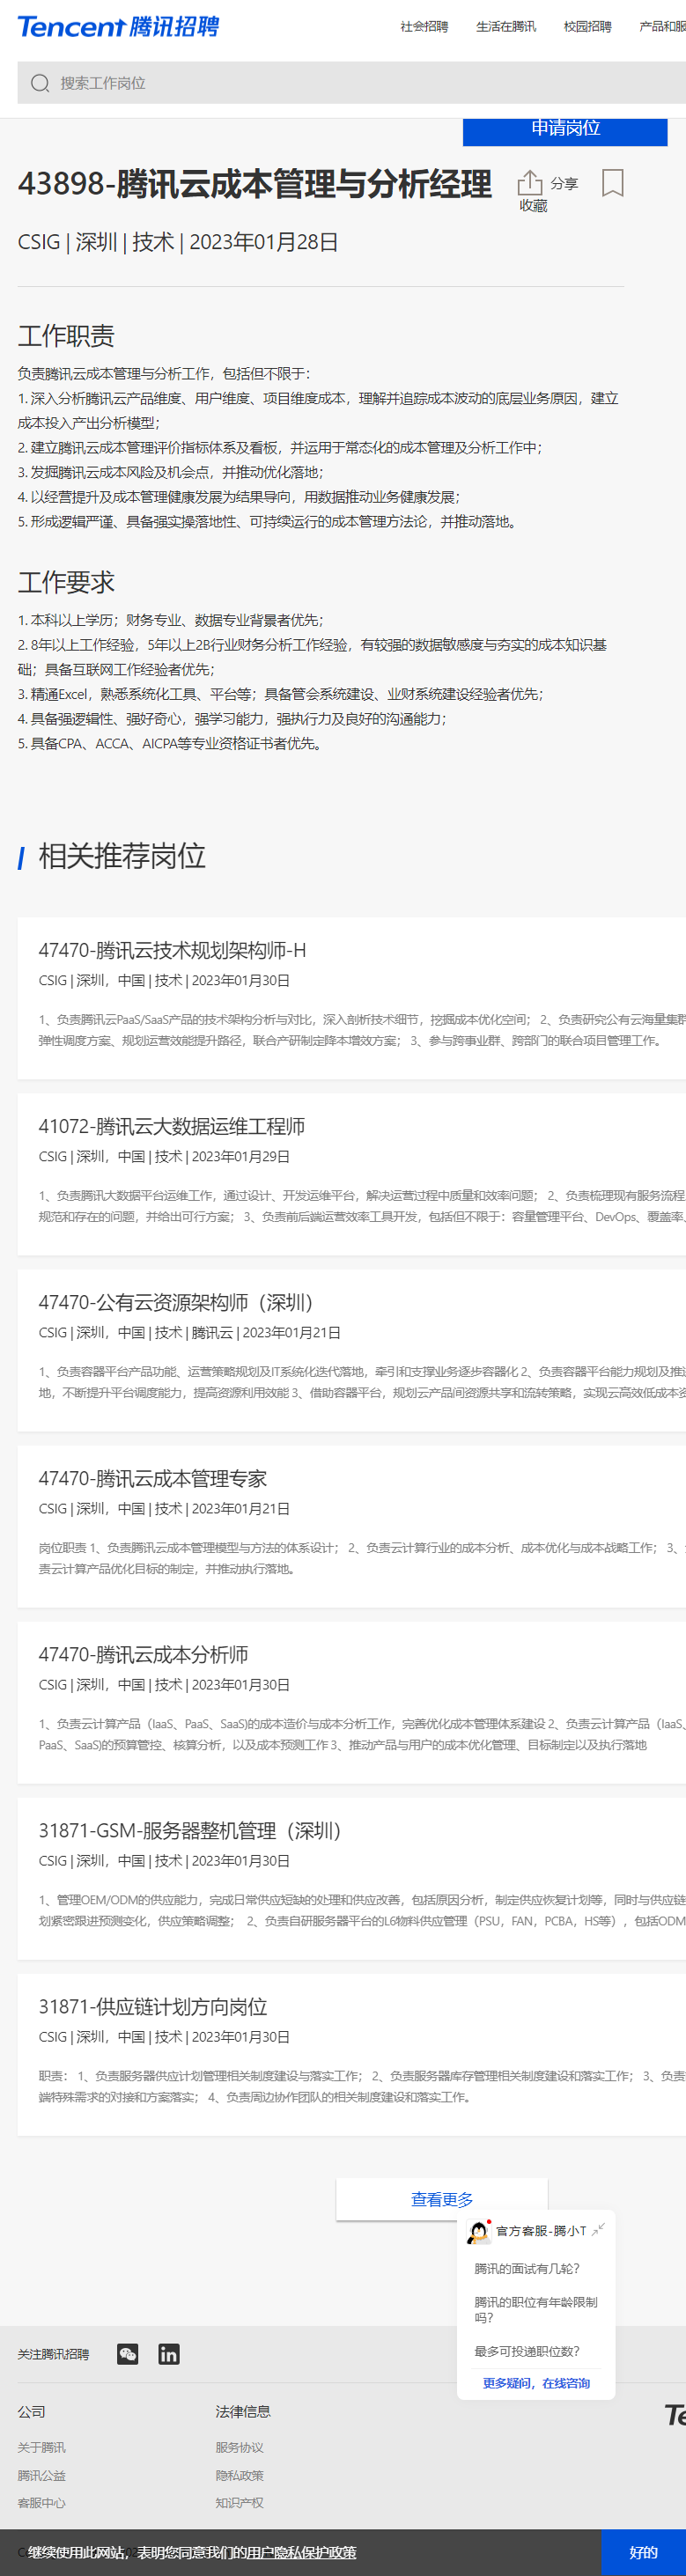 Tencent 腾讯招聘
社会招聘 生活在腾讯 校园招聘 产品和服
搜索工作岗位
申请岗位
43898-腾讯云成本管理与分析经理
分享
收藏
CSIG | 深圳 | 技术 | 2023年01月28日
工作职责
负责腾讯云成本管理与分析工作，包括但不限于：
1. 深入分析腾讯云产品维度、用户维度、项目维度成本，理解并追踪成本波动的底层业务原因，建立
成本投入产出分析模型；
2. 建立腾讯云成本管理评价指标体系及看板，并运用于常态化的成本管理及分析工作中；
3. 发掘腾讯云成本风险及机会点，并推动优化落地；
4. 以经营提升及成本管理健康发展为结果导向，用数据推动业务健康发展；
5. 形成逻辑严谨、具备强实操落地性、可持续运行的成本管理方法论，并推动落地。
工作要求
1. 本科以上学历；财务专业、数据专业背景者优先；
2. 8年以上工作经验，5年以上2B行业财务分析工作经验，有较强的数据敏感度与夯实的成本知识基
础；具备互联网工作经验者优先；
3. 精通Excel，熟悉系统化工具、平台等；具备管会系统建设、业财系统建设经验者优先；
4. 具备强逻辑性、强好奇心，强学习能力，强执行力及良好的沟通能力；
5. 具备CPA、ACCA、AICPA等专业资格证书者优先。
相关推荐岗位
47470-腾讯云技术规划架构师-H
CSIG | 深圳，中国 | 技术 | 2023年01月30日
1、负责腾讯云PaaS/SaaS产品的技术架构分析与对比，深入剖析技术细节，挖掘成本优化空间； 2、负责研究公有云海量集群
弹性调度方案、规划运营效能提升路径，联合产研制定降本增效方案； 3、参与跨事业群、跨部门的联合项目管理工作。
41072-腾讯云大数据运维工程师
CSIG | 深圳，中国 | 技术 | 2023年01月29日
1、负责腾讯大数据平台运维工作，通过设计、开发运维平台，解决运营过程中质量和效率问题； 2、负责梳理现有服务流程
规范和存在的问题，并给出可行方案； 3、负责前后端运营效率工具开发，包括但不限于：容量管理平台、DevOps、覆盖率、
47470-公有云资源架构师（深圳）
CSIG | 深圳，中国 | 技术 | 腾讯云 | 2023年01月21日
1、负责容器平台产品功能、运营策略规划及IT系统化迭代落地，牵引和支撑业务逐步容器化 2、负责容器平台能力规划及推进
地，不断提升平台调度能力，提高资源利用效能 3、借助容器平台，规划云产品间资源共享和流转策略，实现云高效低成本资
47470-腾讯云成本管理专家
CSIG | 深圳，中国 | 技术 | 2023年01月21日
岗位职责 1、负责腾讯云成本管理模型与方法的体系设计； 2、负责云计算行业的成本分析、成本优化与成本战略工作； 3、
责云计算产品优化目标的制定，并推动执行落地。
47470-腾讯云成本分析师
CSIG | 深圳，中国 | 技术 | 2023年01月30日
1、负责云计算产品（IaaS、PaaS、SaaS)的成本造价与成本分析工作，完善优化成本管理体系建设 2、负责云计算产品（IaaS、
PaaS、SaaS)的预算管控、核算分析，以及成本预测工作 3、推动产品与用户的成本优化管理、目标制定以及执行落地
31871-GSM-服务器整机管理（深圳）
CSIG | 深圳，中国 | 技术 | 2023年01月30日
1、管理OEM/ODM的供应能力，完成日常供应短缺的处理和供应改善，包括原因分析，制定供应恢复计划等，同时与供应链
划紧密跟进预测变化，供应策略调整； 2、负责自研服务器平台的L6物料供应管理（PSU，FAN，PCBA，HS等），包括ODM
31871-供应链计划方向岗位
CSIG | 深圳，中国 | 技术 | 2023年01月30日
职责： 1、负责服务器供应计划管理相关制度建设与落实工作； 2、负责服务器库存管理相关制度建设和落实工作； 3、负责
端特殊需求的对接和方案落实； 4、负责周边协作团队的相关制度建设和落实工作。
查看更多
官方客服-腾小T
腾讯的面试有几轮?
腾讯的职位有年龄限制
吗?
最多可投递职位数?
更多疑问，在线咨询
关注腾讯招聘
公司 法律信息
关于腾讯 服务协议
腾讯公益 隐私政策
客服中心 知识产权
继续使用此网站，表明您同意我们的用户隐私保护政策
好的